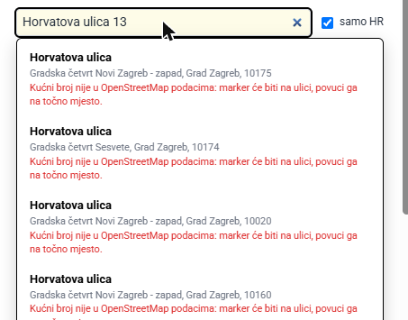 Horvatova ulica 13
samo HR
Horvatova ulica
Gradska četvrt Novi Zagreb - zapad, Grad Zagreb, 10175
Kućni broj nije u OpenStreetMap podacima: marker će biti na ulici, povuci ga
na točno mjesto.
Horvatova ulica
Gradska četvrt Sesvete, Grad Zagreb, 10174
Kućni broj nije u OpenStreetMap podacima: marker će biti na ulici, povuci ga
na točno mjesto.
Horvatova ulica
Gradska četvrt Novi Zagreb - zapad, Grad Zagreb, 10020
Kućni broj nije u OpenStreetMap podacima: marker će biti na ulici, povuci ga
na točno mjesto.
Horvatova ulica
Gradska četvrt Novi Zagreb - zapad, Grad Zagreb, 10160
Kućni broj nije u OpenStreetMap podacima: marker će biti na ulici, povuci ga